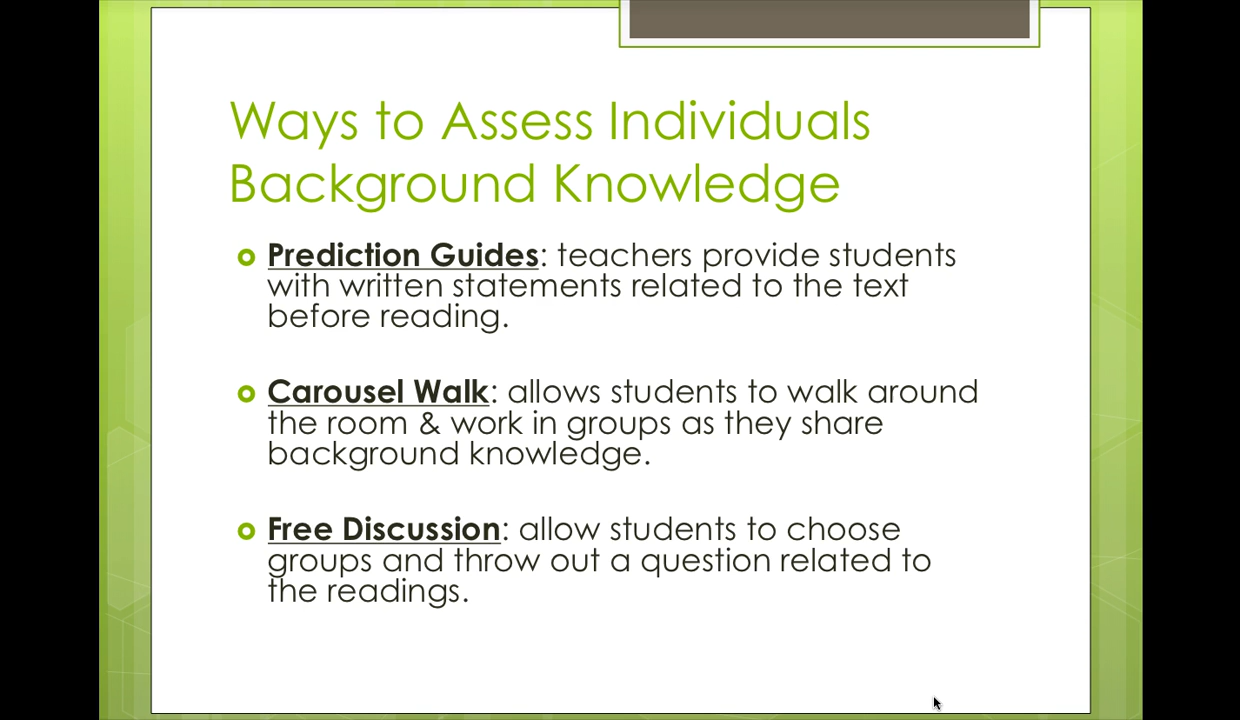 Ways to Assess Individuals
Background Knowledge
Prediction Guides: teachers provide students
with written statements related to the text
before reading.
Carousel Walk: allows students to walk around
the room & work in groups as they share
background knowledge.
Free Discussion: allow students to choose
groups and throw out a question related to
the readings.